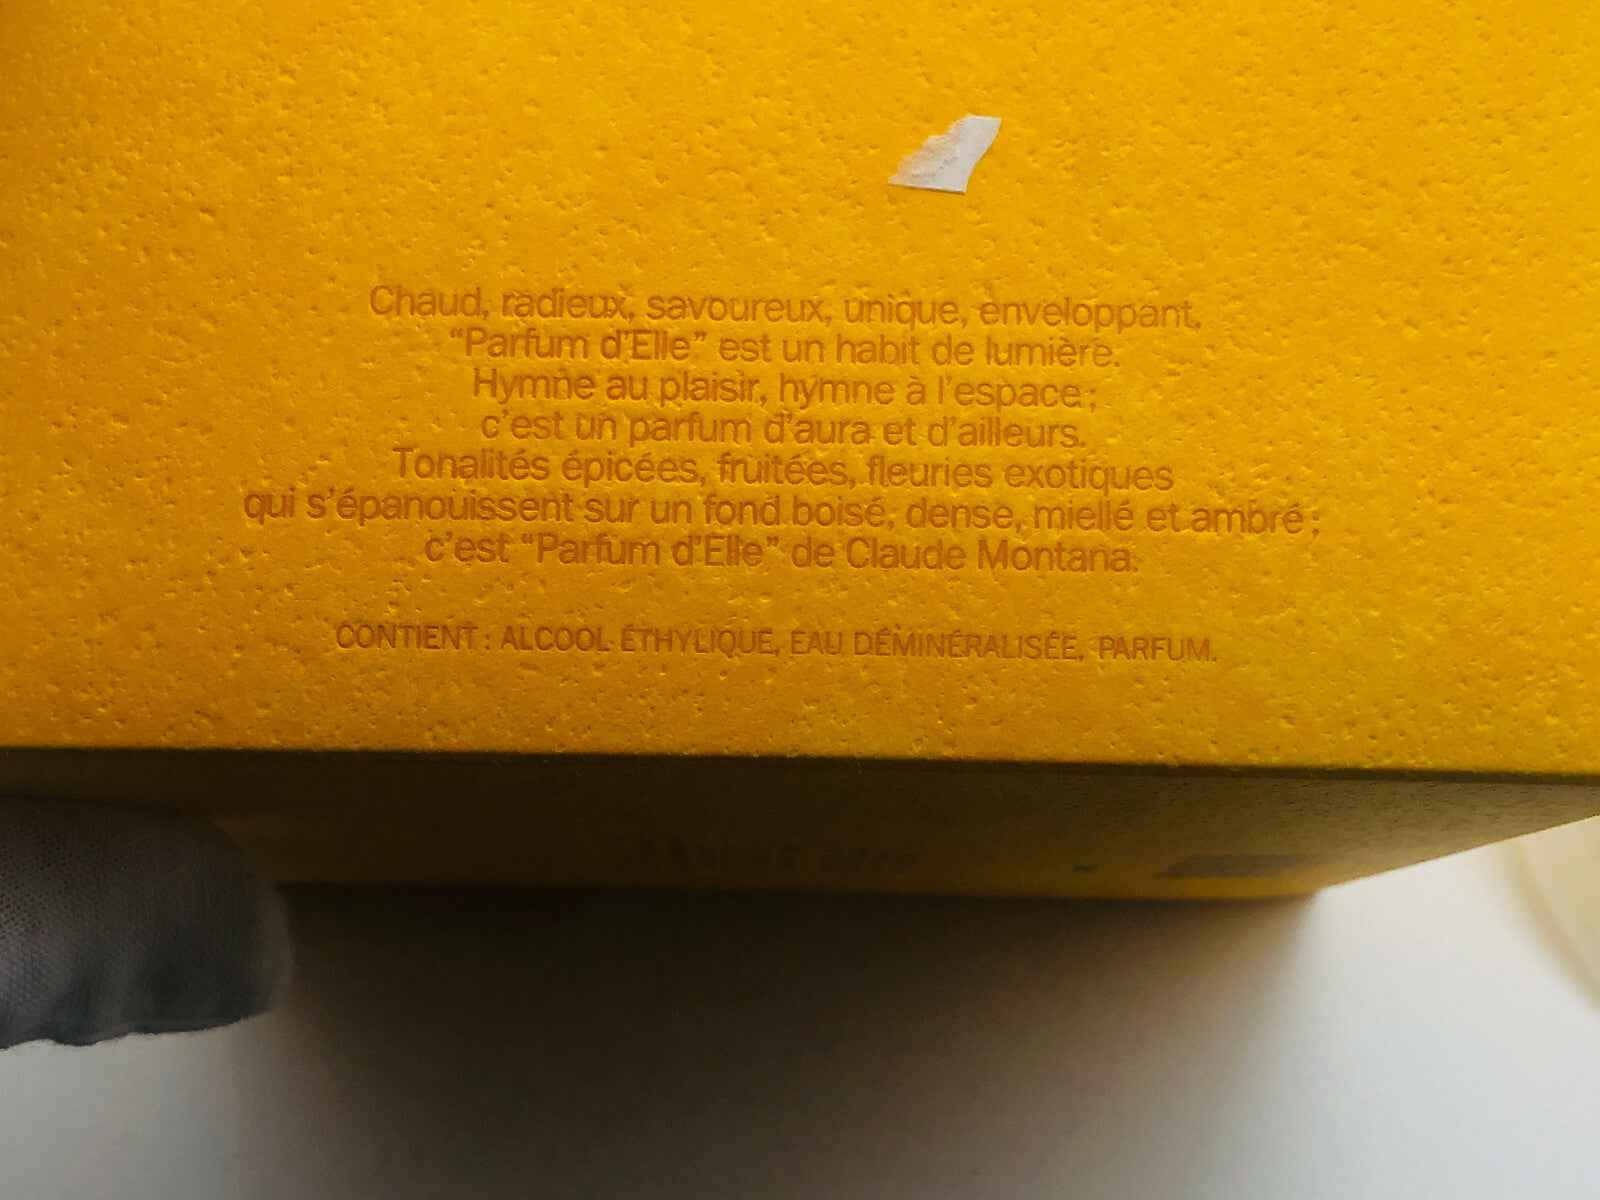 Chaud, radieux, savoureux, unique, enveloppant,
“Parfum d’Elle” est un habit de lumière.
Hymne au plaisir, hymne à l’espace;
c’est un parfum d’aura et d’ailleurs.
Tonalités épicées, fruitées, fleuries exotiques
qui s’épanouissent sur un fond boisé, dense, miellé et ambré;
c’est “Parfum d’Elle” de Claude Montana.
CONTIENT: ALCOOL ÉTHYLIQUE, EAU DÉMINÉRALISÉE, PARFUM.